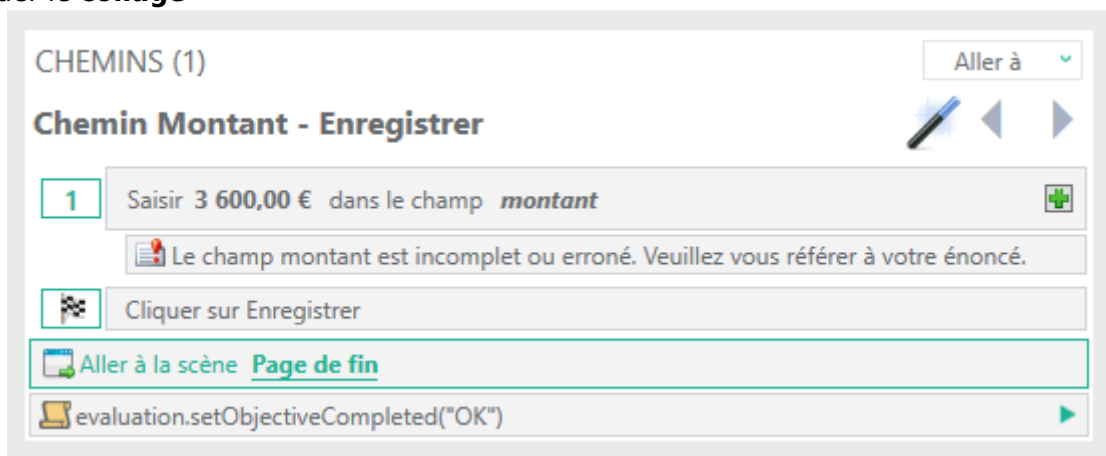 CHEMINS (1)
Aller à
Chemin Montant - Enregistrer
1
Saisir 3 600,00 € dans le champ montant
Le champ montant est incomplet ou erroné. Veuillez vous référer à votre énoncé.
Cliquer sur Enregistrer
Aller à la scène Page de fin
evaluation.setObjectiveCompleted("OK")